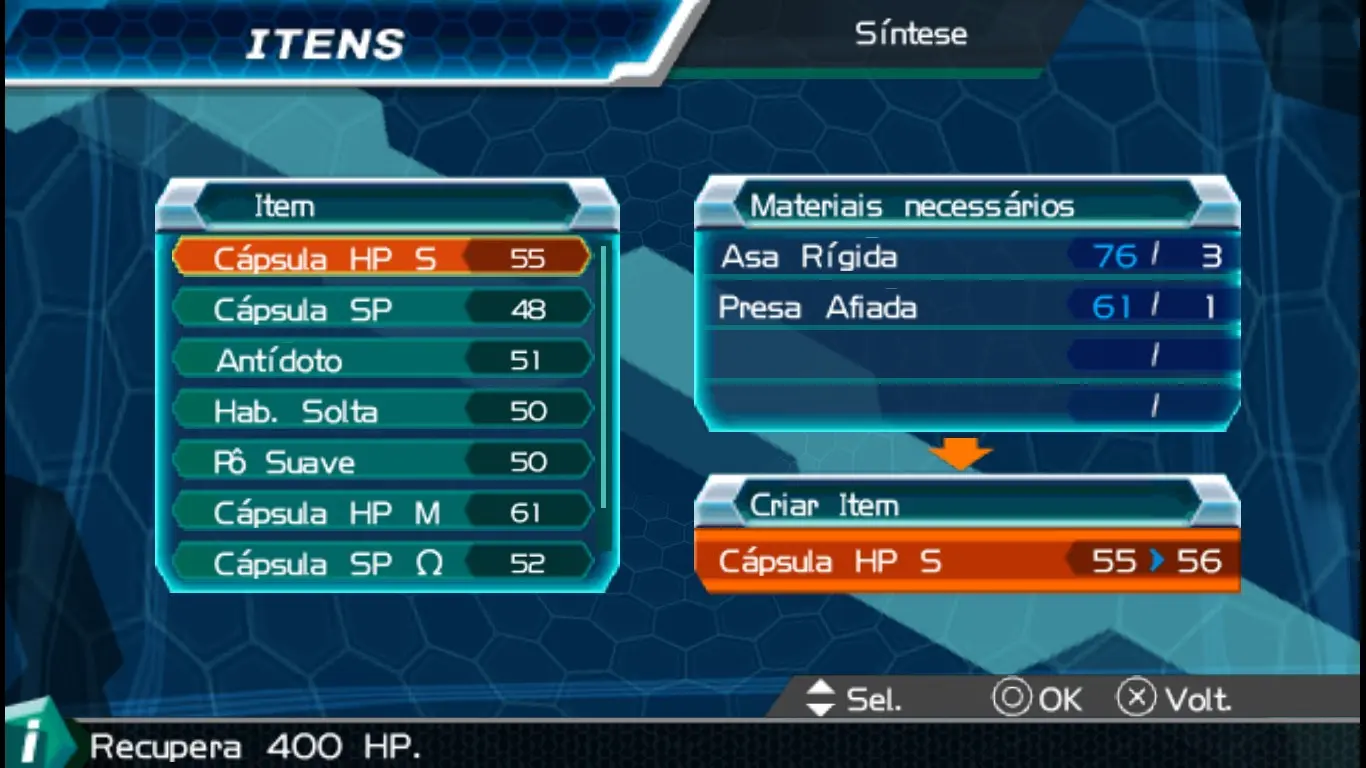 ITENS
Síntese
Item
Cápsula HP S 55
Cápsula SP 48
Antídoto 51
Hab. Solta 50
Pô Suave 50
Cápsula HP M 61
Cápsula SP Ω 52
Materiais necessários
Asa Rígida 76 / 3
Presa Afiada 61 / 1
/
/
Criar Item
Cápsula HP S 55 > 56
Sel. OK Volt.
i Recupera 400 HP.